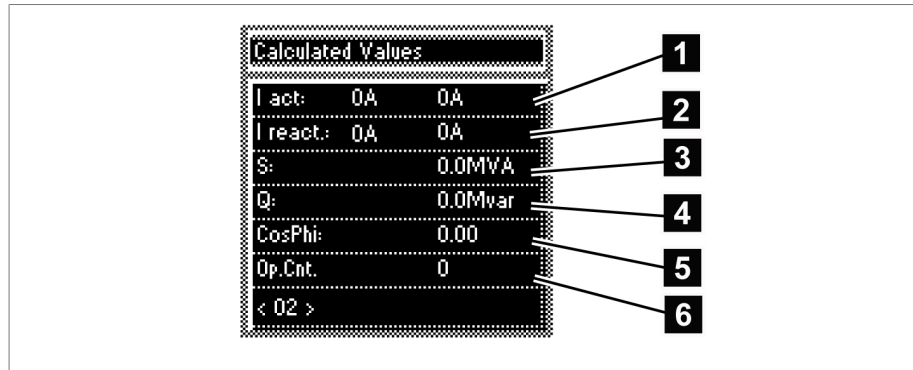 Calculated Values
I act: 0A 0A 1
I react.: 0A 0A 2
S: 0.0MVA 3
Q: 0.0Mvar 4
CosPhi: 0.00 5
Op.Cnt. 0 6
< 02 >